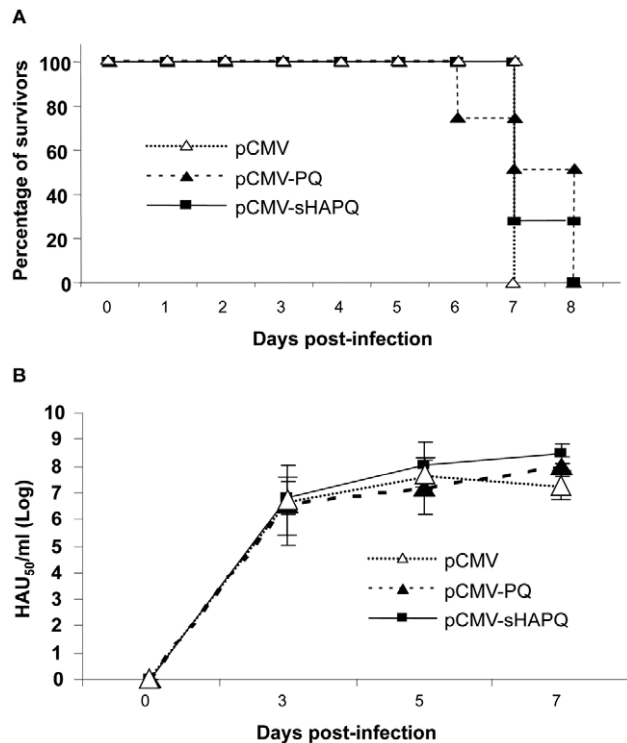 A
Percentage of survivors
100
80
60
40
20
0
pCMV
pCMV-PQ
pCMV-sHAPQ
0 1 2 3 4 5 6 7 8
Days post-infection
B
HAU50/ml (Log)
10
9
8
7
6
5
4
3
2
1
0
pCMV
pCMV-PQ
pCMV-sHAPQ
0 3 5 7
Days post-infection